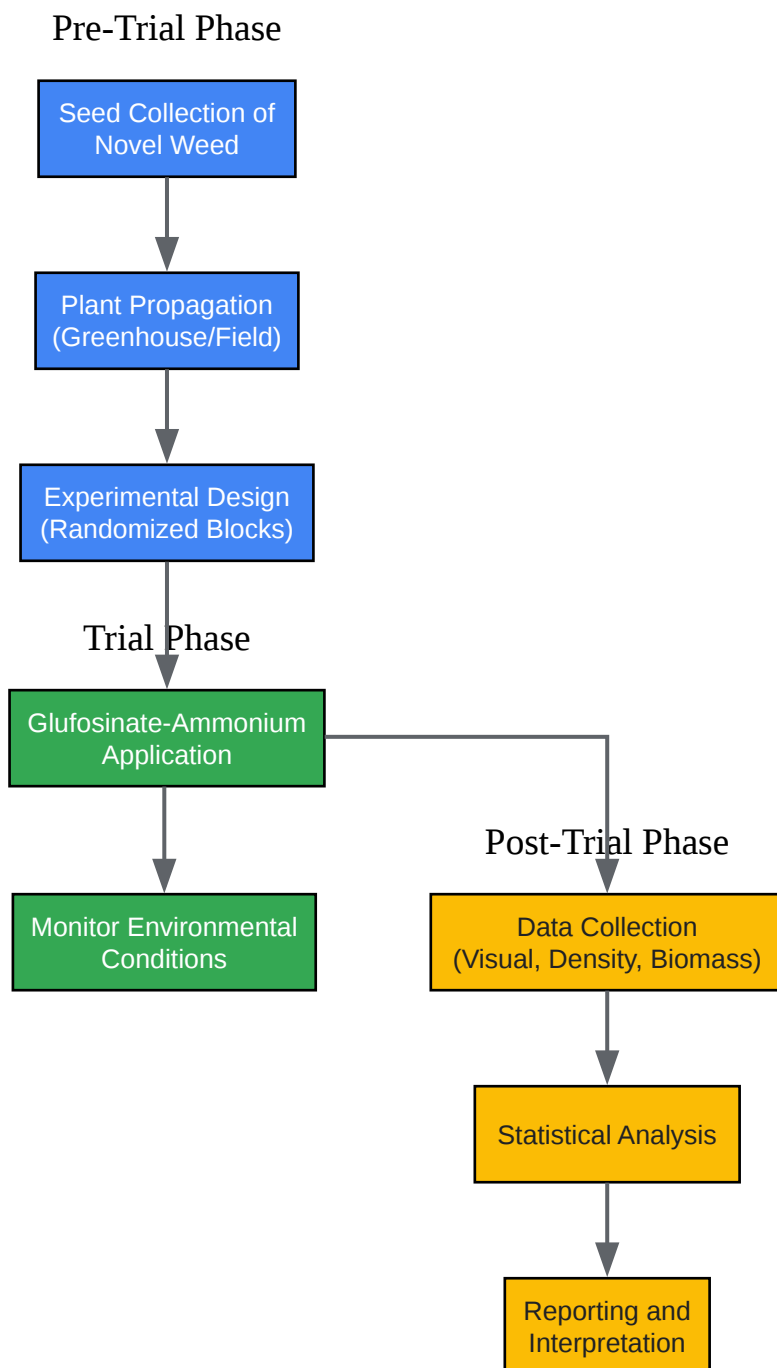 Pre-Trial Phase
Seed Collection of
Novel Weed
Plant Propagation
(Greenhouse/Field)
Experimental Design
(Randomized Blocks)
Trial Phase
Glufosinate-Ammonium
Application
Monitor Environmental
Conditions
Post-Trial Phase
Data Collection
(Visual, Density, Biomass)
Statistical Analysis
Reporting and
Interpretation